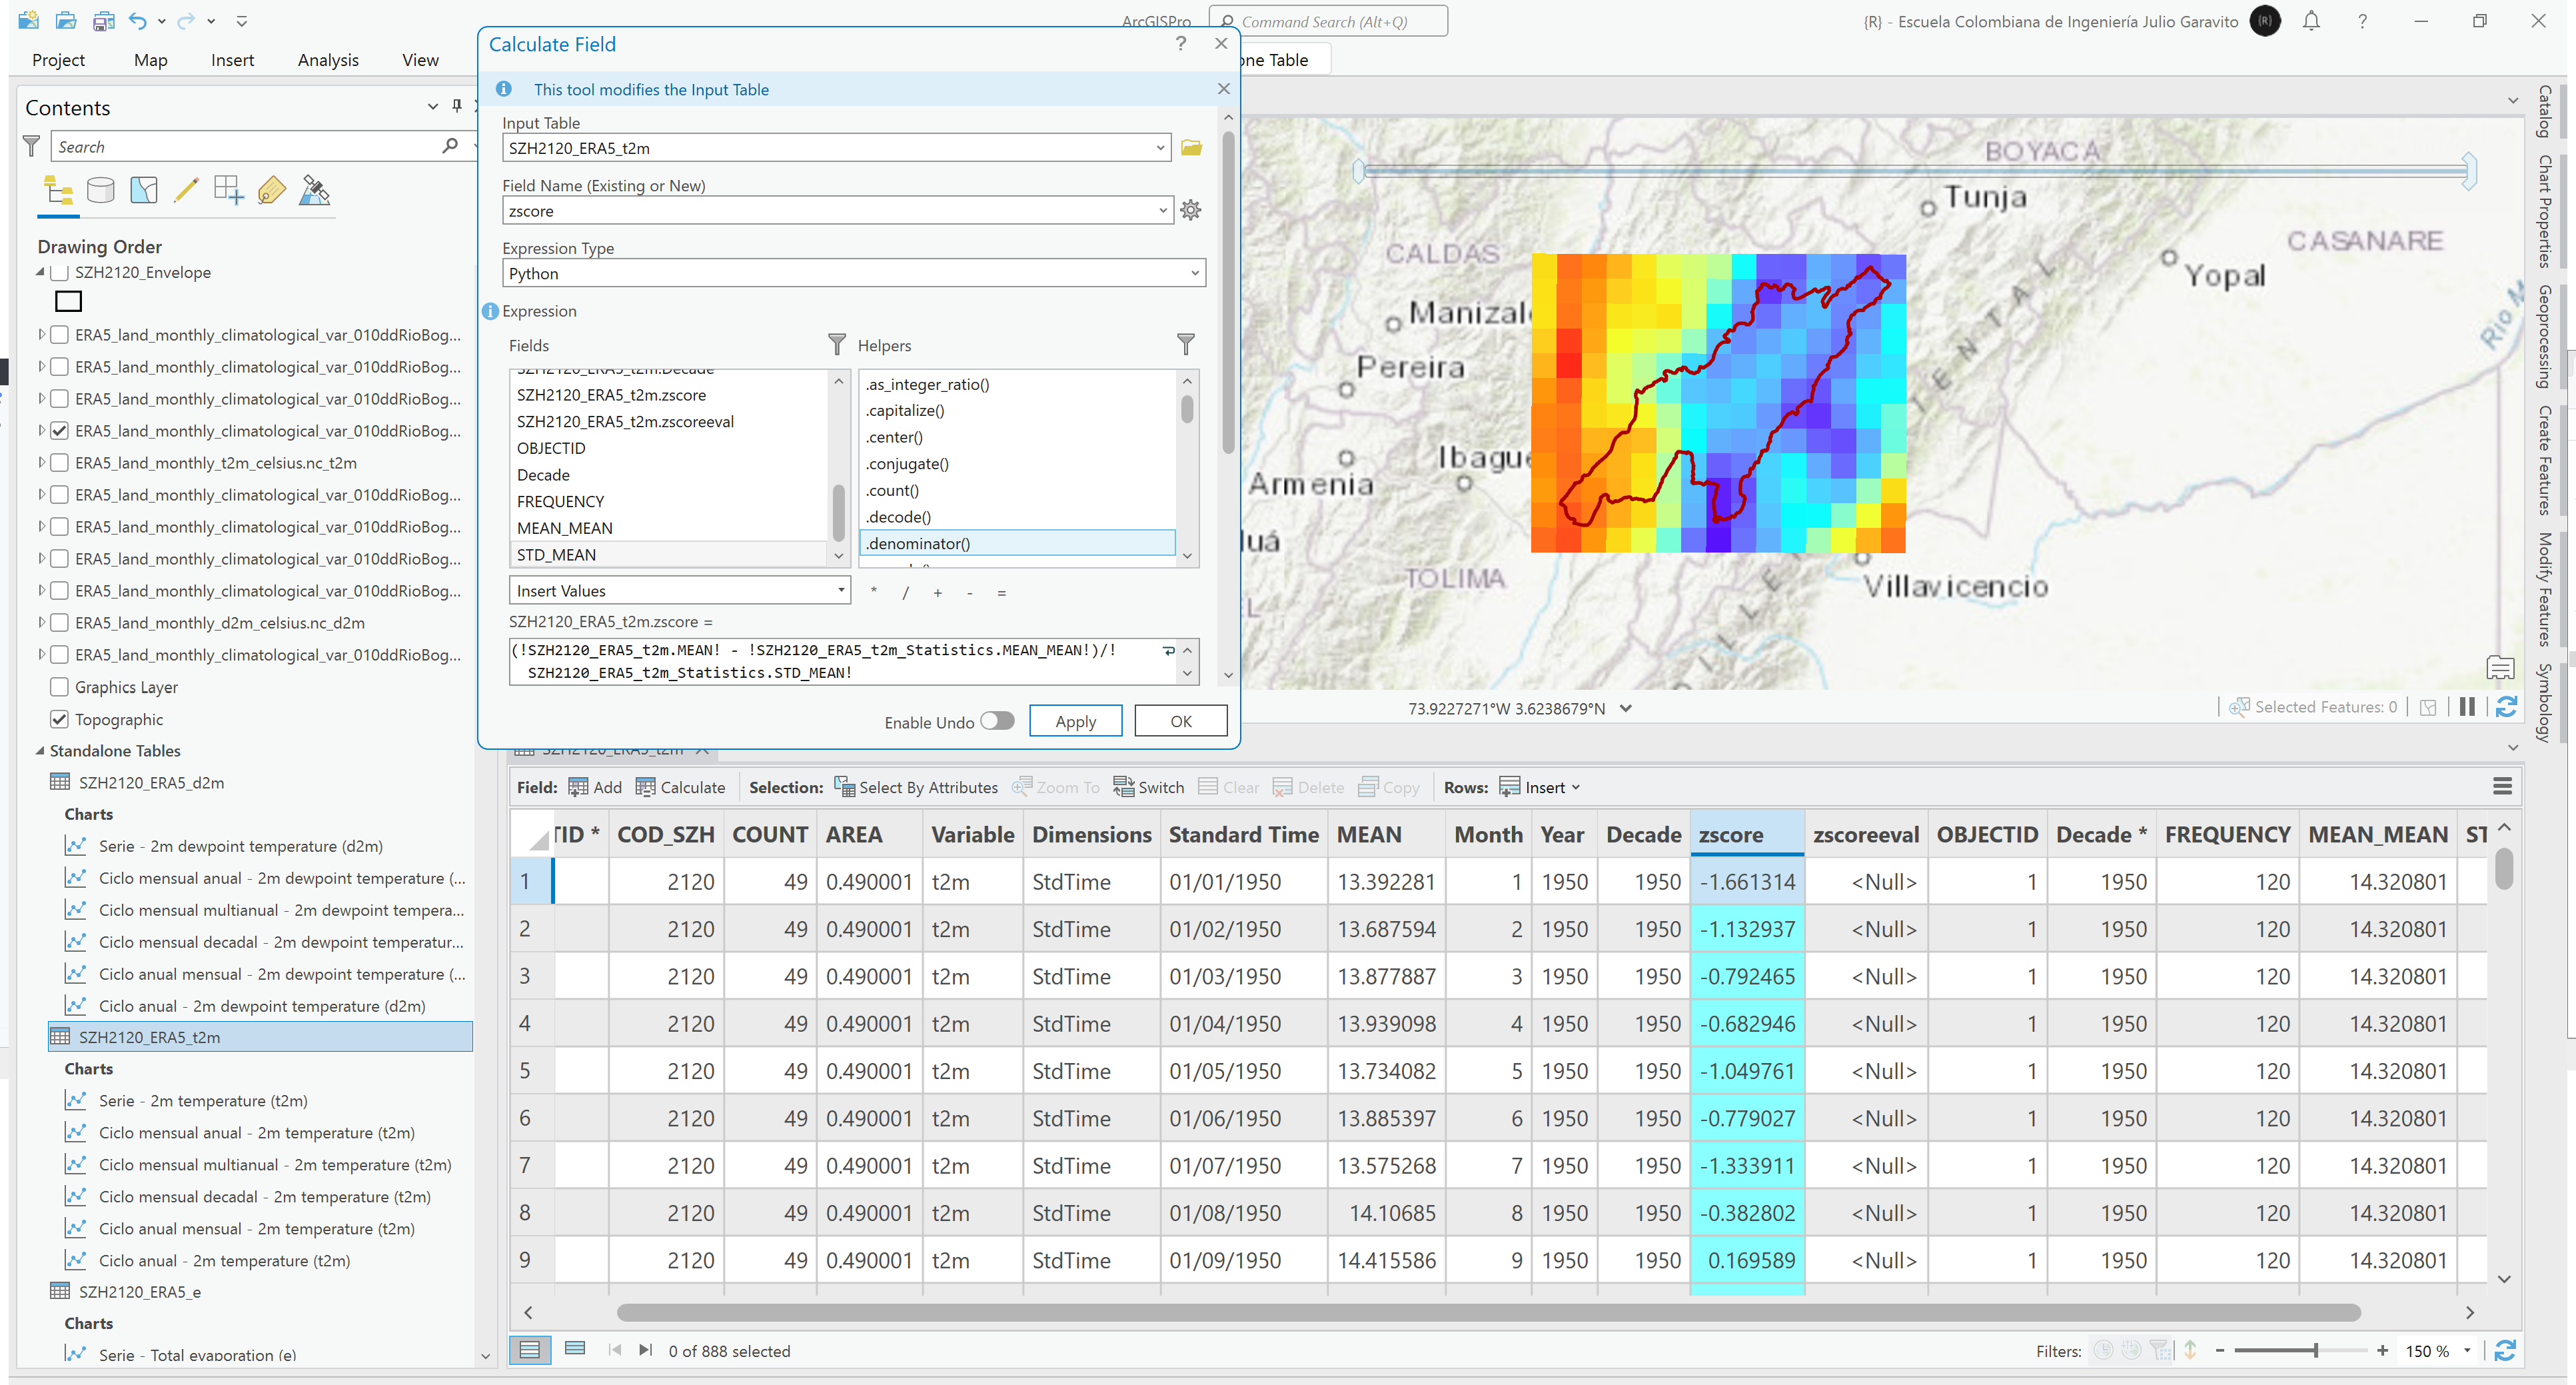 ArcGISPro
Command Search (Alt+Q)
{R} - Escuela Colombiana de Ingeniería Julio Garavito
{R}
?
Project Map Insert Analysis View
one Table
Contents
Search
Drawing Order
SZH2120_Envelope
ERA5_land_monthly_climatological_var_010ddRioBog...
ERA5_land_monthly_climatological_var_010ddRioBog...
ERA5_land_monthly_climatological_var_010ddRioBog...
ERA5_land_monthly_climatological_var_010ddRioBog...
ERA5_land_monthly_t2m_celsius.nc_t2m
ERA5_land_monthly_climatological_var_010ddRioBog...
ERA5_land_monthly_climatological_var_010ddRioBog...
ERA5_land_monthly_climatological_var_010ddRioBog...
ERA5_land_monthly_climatological_var_010ddRioBog...
ERA5_land_monthly_d2m_celsius.nc_d2m
ERA5_land_monthly_climatological_var_010ddRioBog...
Graphics Layer
Topographic
Standalone Tables
SZH2120_ERA5_d2m
Charts
Serie - 2m dewpoint temperature (d2m)
Ciclo mensual anual - 2m dewpoint temperature (...
Ciclo mensual multianual - 2m dewpoint tempera...
Ciclo mensual decadal - 2m dewpoint temperatur...
Ciclo anual mensual - 2m dewpoint temperature (...
Ciclo anual - 2m dewpoint temperature (d2m)
SZH2120_ERA5_t2m
Charts
Serie - 2m temperature (t2m)
Ciclo mensual anual - 2m temperature (t2m)
Ciclo mensual multianual - 2m temperature (t2m)
Ciclo mensual decadal - 2m temperature (t2m)
Ciclo anual mensual - 2m temperature (t2m)
Ciclo anual - 2m temperature (t2m)
SZH2120_ERA5_e
Charts
Serie - Total evaporation (e)
Calculate Field
?
This tool modifies the Input Table
Input Table
SZH2120_ERA5_t2m
Field Name (Existing or New)
zscore
Expression Type
Python
Expression
Fields
Helpers
SZH2120_ERA5_t2m.Decade
SZH2120_ERA5_t2m.zscore
SZH2120_ERA5_t2m.zscoreeval
OBJECTID
Decade
FREQUENCY
MEAN_MEAN
STD_MEAN
.as_integer_ratio()
.capitalize()
.center()
.conjugate()
.count()
.decode()
.denominator()
Insert Values
* / + - =
SZH2120_ERA5_t2m.zscore =
(!SZH2120_ERA5_t2m.MEAN! - !SZH2120_ERA5_t2m_Statistics.MEAN_MEAN!)/!
SZH2120_ERA5_t2m_Statistics.STD_MEAN!
Enable Undo
Apply
OK
BOYACA
Tunja
CASANARE
CALDAS
Yopal
Manizal
Pereira
Ibague
Armenia
luá
TOLIMA
EL
Villavicencio
Rio M
73.9227271°W 3.6238679°N
Selected Features: 0
Catalog
Chart Properties
Geoprocessing
Create Features
Modify Features
Symbology
SZH2120_ERA5_t2m
Field: Add Calculate Selection: Select By Attributes Zoom To Switch Clear Delete Copy Rows: Insert
TID * COD_SZH COUNT AREA Variable Dimensions Standard Time MEAN Month Year Decade zscore zscoreeval OBJECTID Decade * FREQUENCY MEAN_MEAN ST
1 2120 49 0.490001 t2m StdTime 01/01/1950 13.392281 1 1950 1950 -1.661314 <Null> 1 1950 120 14.320801
2 2120 49 0.490001 t2m StdTime 01/02/1950 13.687594 2 1950 1950 -1.132937 <Null> 1 1950 120 14.320801
3 2120 49 0.490001 t2m StdTime 01/03/1950 13.877887 3 1950 1950 -0.792465 <Null> 1 1950 120 14.320801
4 2120 49 0.490001 t2m StdTime 01/04/1950 13.939098 4 1950 1950 -0.682946 <Null> 1 1950 120 14.320801
5 2120 49 0.490001 t2m StdTime 01/05/1950 13.734082 5 1950 1950 -1.049761 <Null> 1 1950 120 14.320801
6 2120 49 0.490001 t2m StdTime 01/06/1950 13.885397 6 1950 1950 -0.779027 <Null> 1 1950 120 14.320801
7 2120 49 0.490001 t2m StdTime 01/07/1950 13.575268 7 1950 1950 -1.333911 <Null> 1 1950 120 14.320801
8 2120 49 0.490001 t2m StdTime 01/08/1950 14.10685 8 1950 1950 -0.382802 <Null> 1 1950 120 14.320801
9 2120 49 0.490001 t2m StdTime 01/09/1950 14.415586 9 1950 1950 0.169589 <Null> 1 1950 120 14.320801
0 of 888 selected
Filters:
150 %